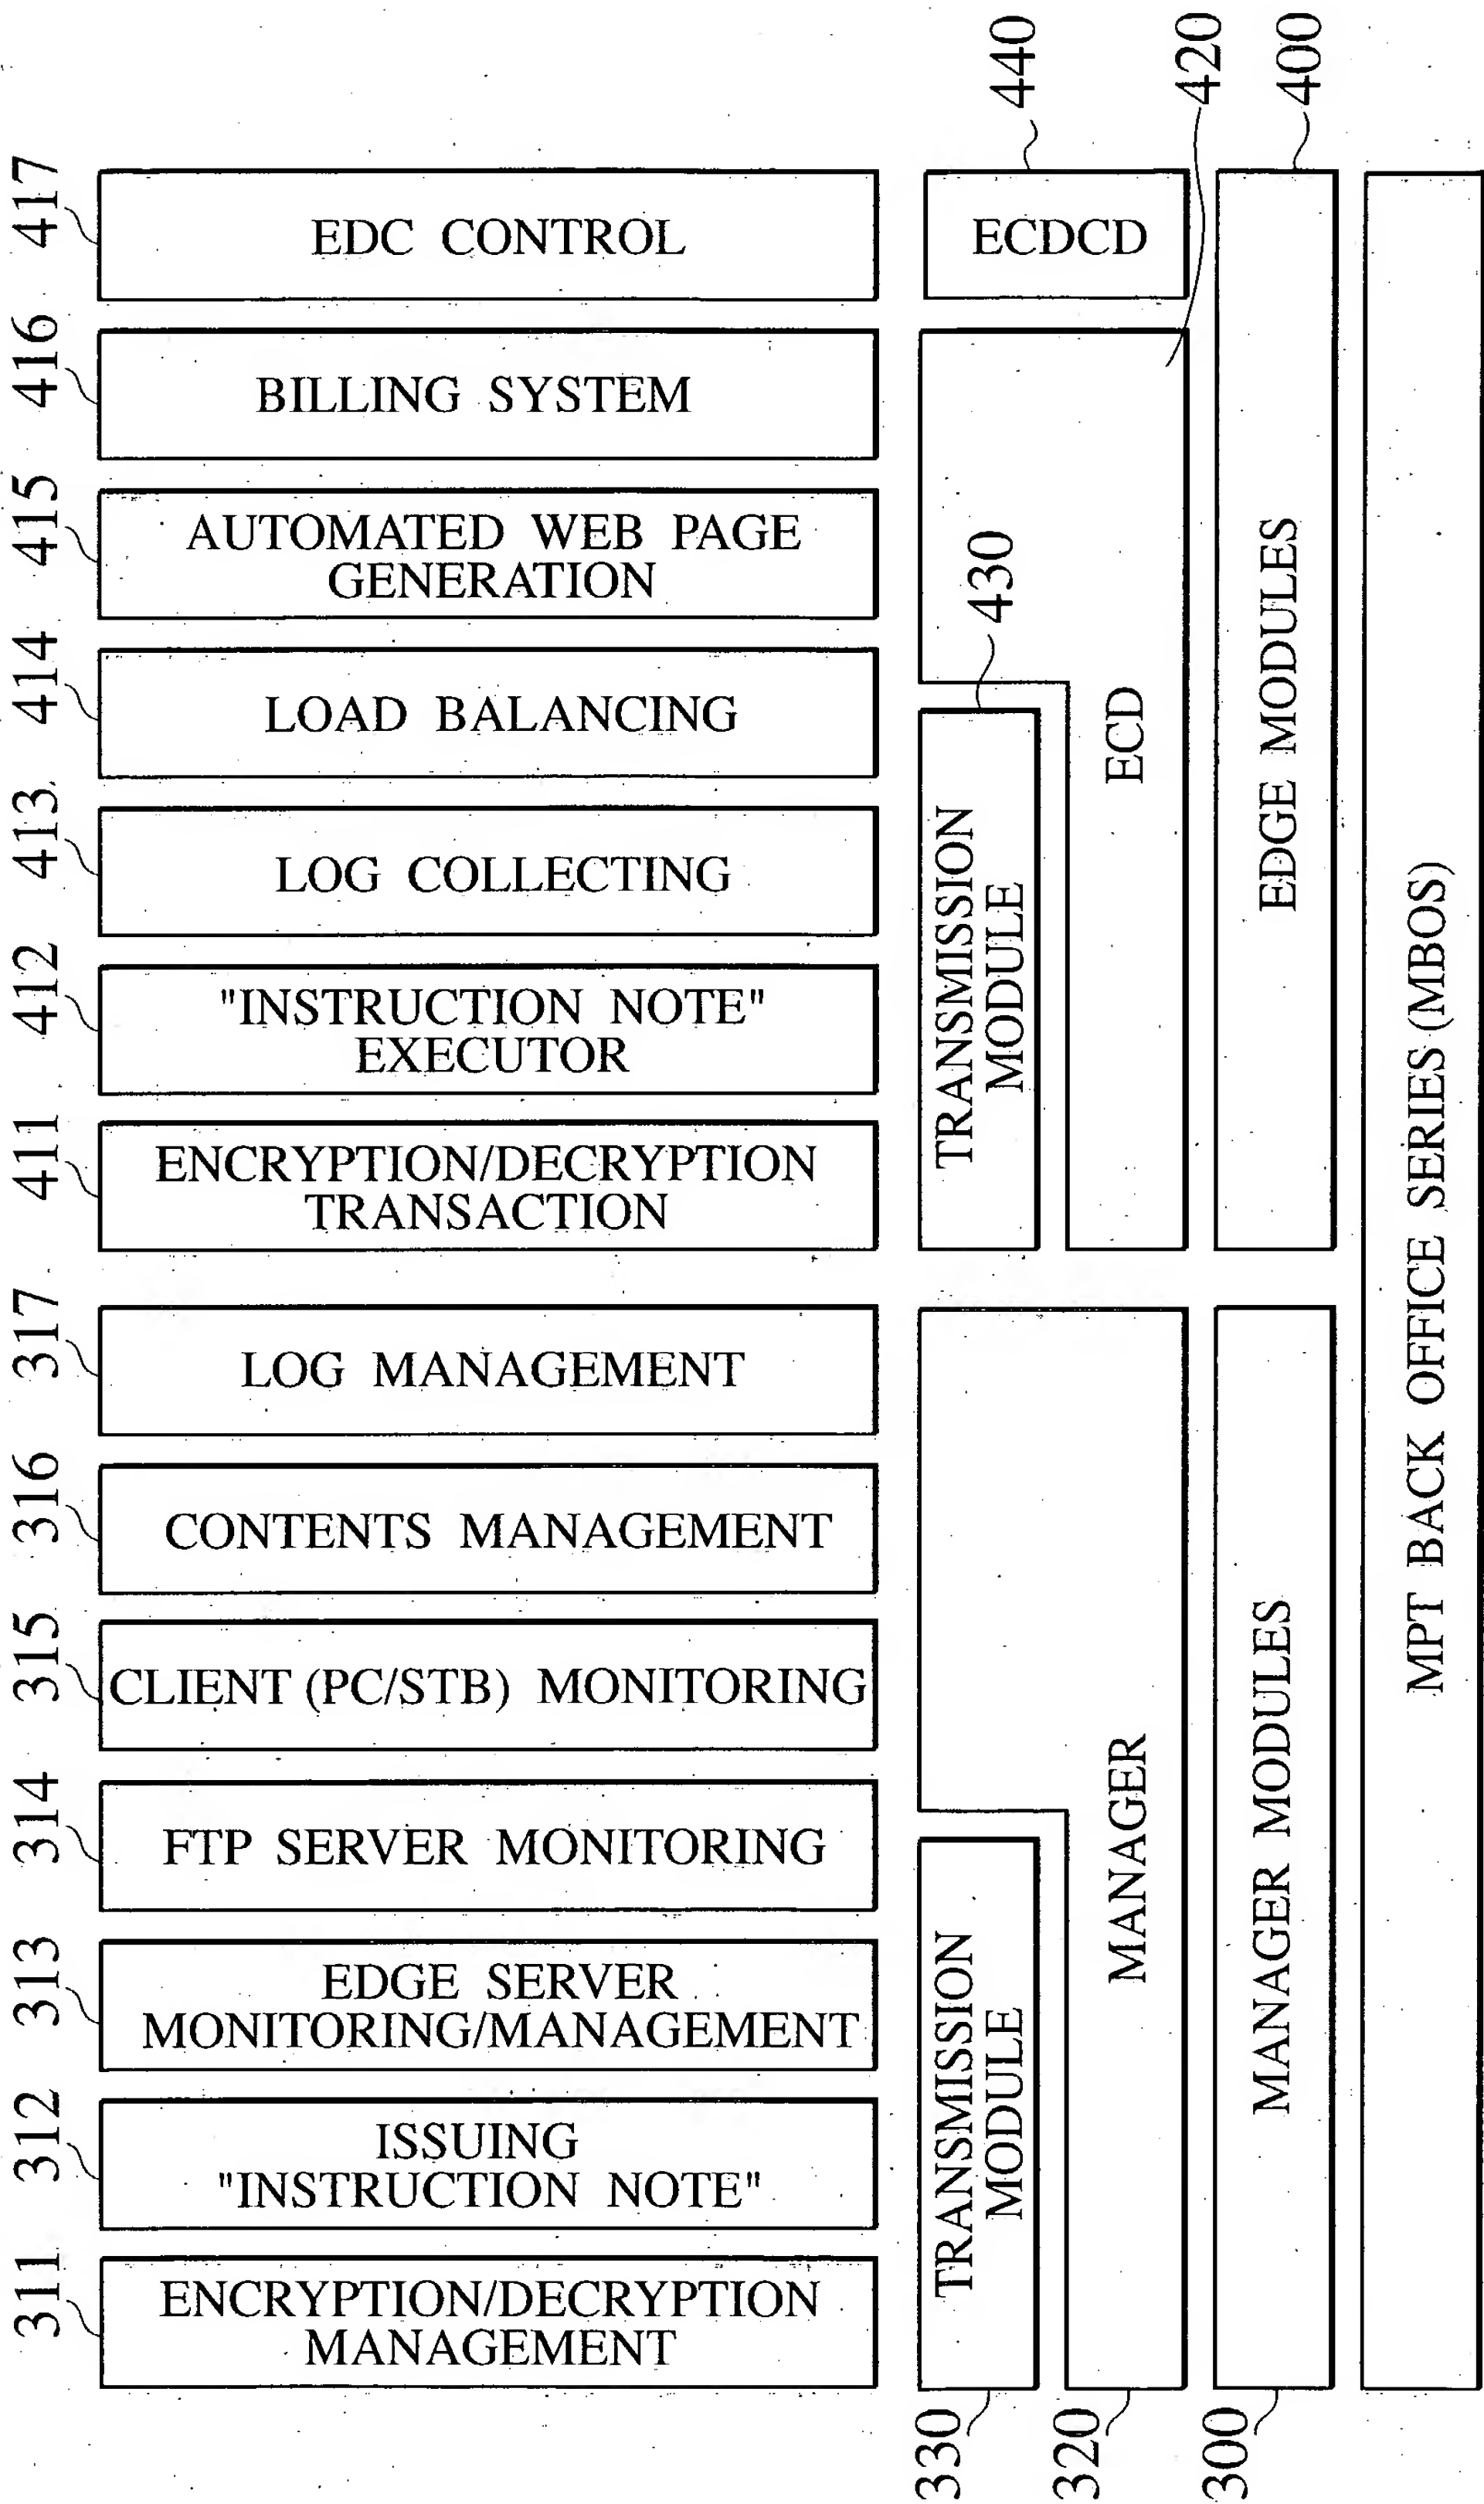 417
EDC CONTROL
416
BILLING SYSTEM
415
AUTOMATED WEB PAGE
GENERATION
414
LOAD BALANCING
413
LOG COLLECTING
412
"INSTRUCTION NOTE"
EXECUTOR
411
ENCRYPTION/DECRYPTION
TRANSACTION
317
LOG MANAGEMENT
316
CONTENTS MANAGEMENT
315
CLIENT (PC/STB) MONITORING
314
FTP SERVER MONITORING
313
EDGE SERVER
MONITORING/MANAGEMENT
312
ISSUING
"INSTRUCTION NOTE"
311
ENCRYPTION/DECRYPTION
MANAGEMENT
440
ECDCD
420
400
430
TRANSMISSION
MODULE
ECD
EDGE MODULES
TRANSMISSION
MODULE
MANAGER
MANAGER MODULES
330
320
300
MPT BACK OFFICE SERIES (MBOS)